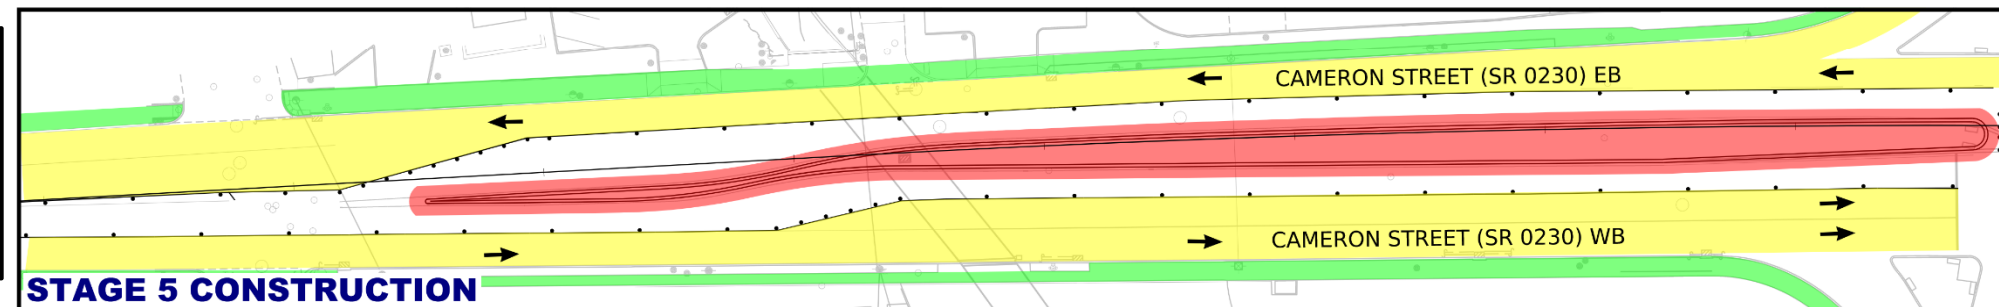 CAMERON STREET (SR 0230) EB
CAMERON STREET (SR 0230) WB
STAGE 5 CONSTRUCTION